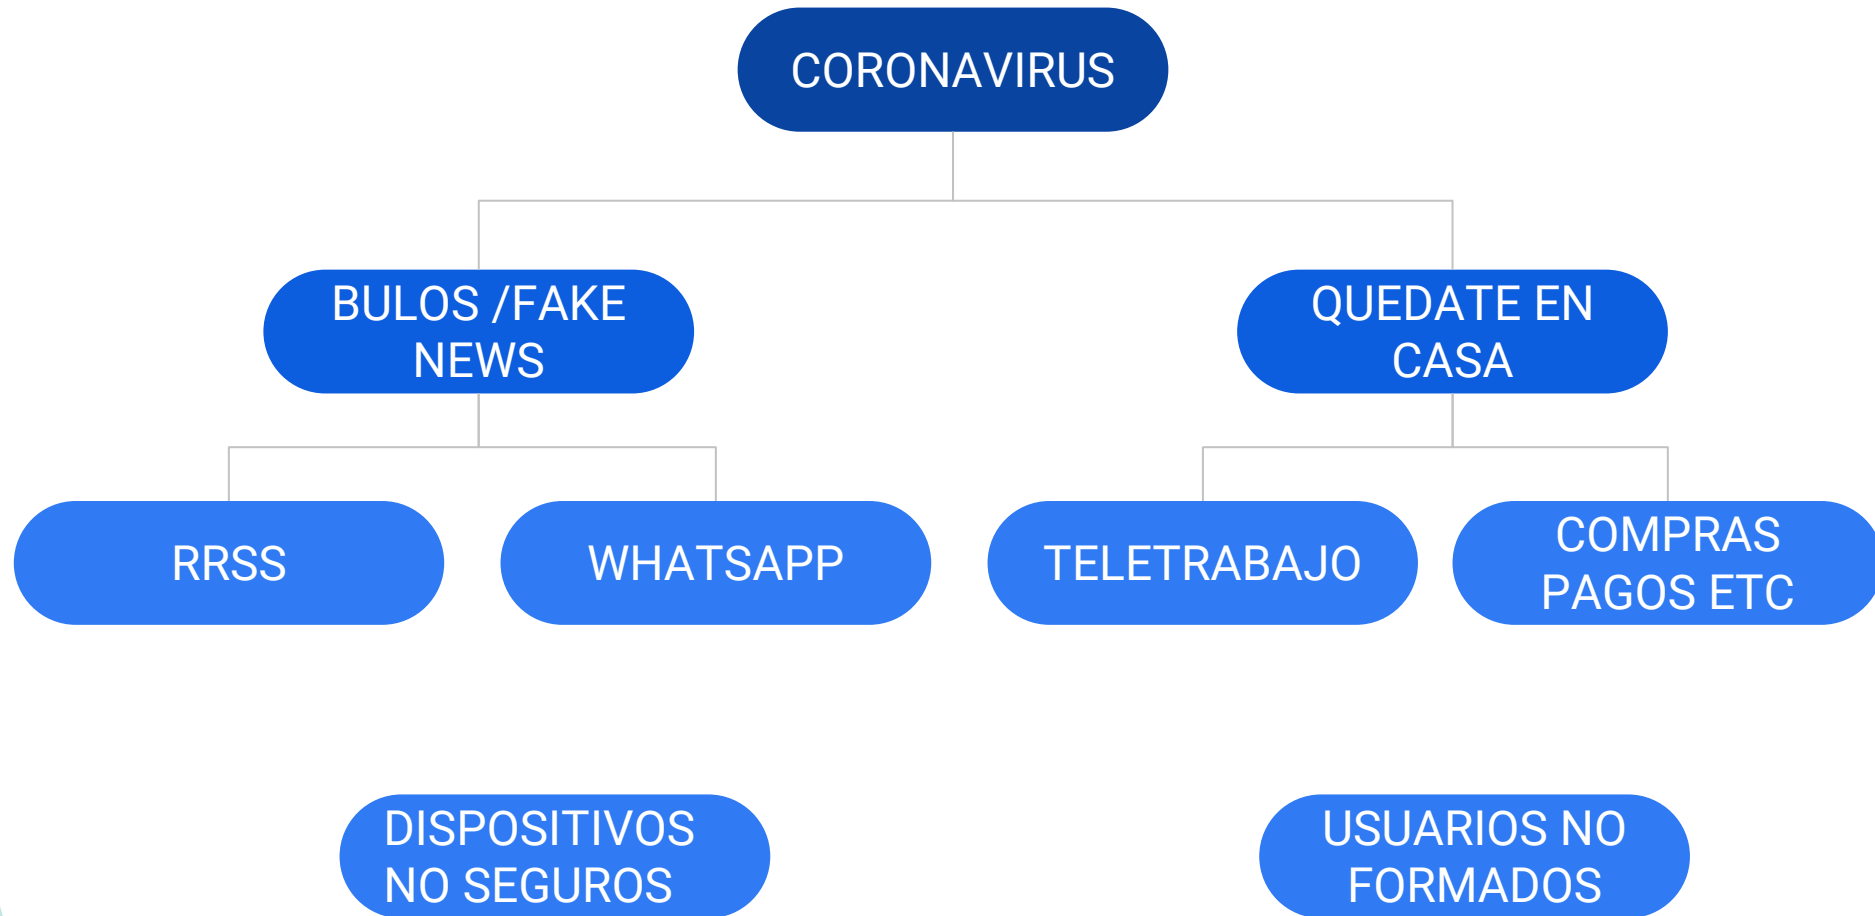 CORONAVIRUS
BULOS /FAKE
NEWS
QUEDATE EN
CASA
RRSS
WHATSAPP
TELETRABAJO
COMPRAS
PAGOS ETC
DISPOSITIVOS
NO SEGUROS
USUARIOS NO
FORMADOS